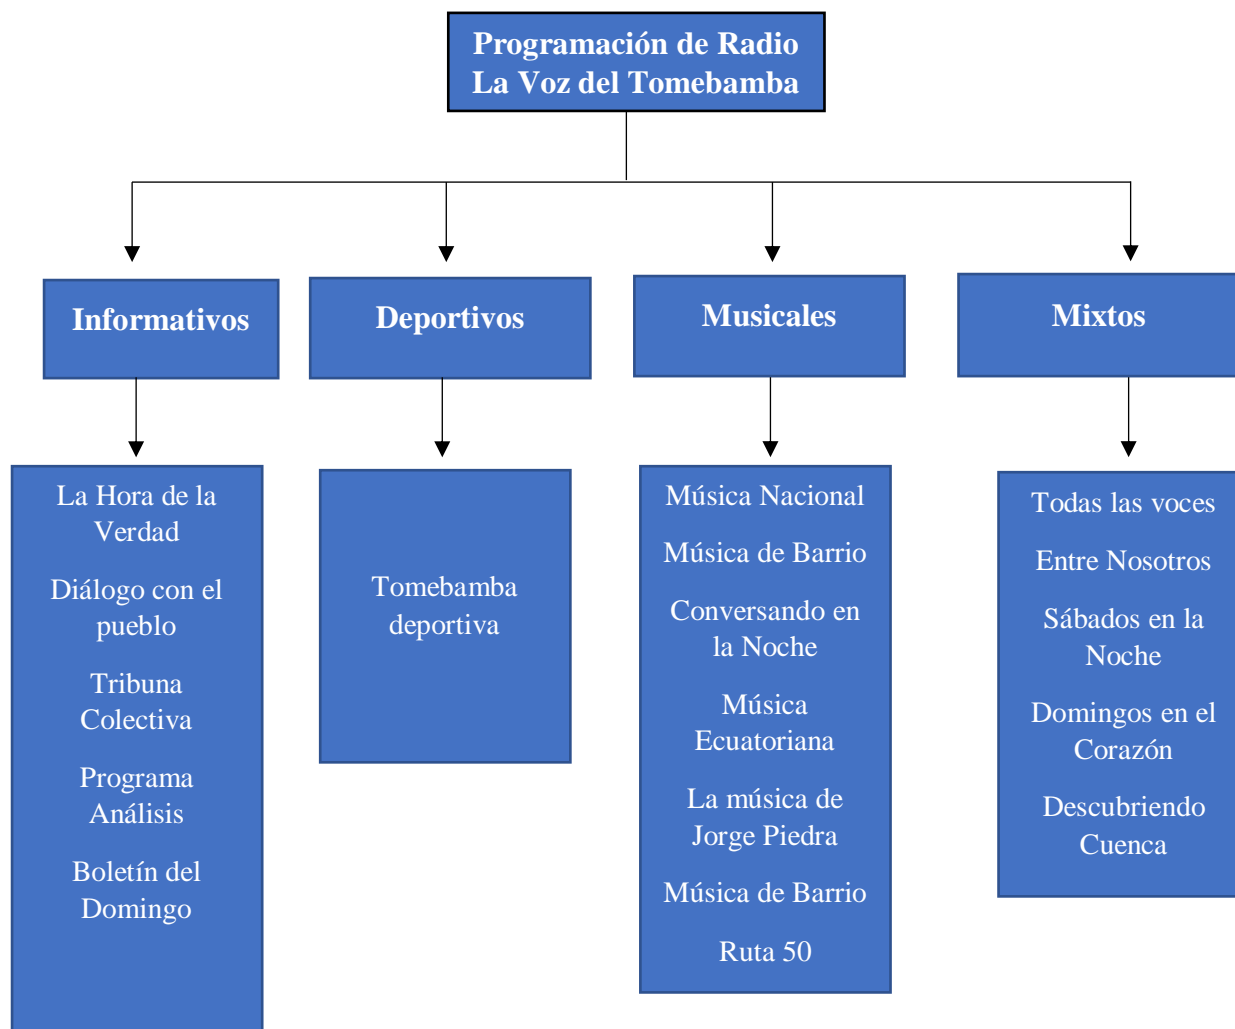 Programación de Radio
La Voz del Tomebamba
Informativos
Deportivos
Musicales
Mixtos
La Hora de la
Verdad
Diálogo con el
pueblo
Tribuna
Colectiva
Programa
Análisis
Boletín del
Domingo
Tomebamba
deportiva
Música Nacional
Música de Barrio
Conversando en
la Noche
Música
Ecuatoriana
La música de
Jorge Piedra
Música de Barrio
Ruta 50
Todas las voces
Entre Nosotros
Sábados en la
Noche
Domingos en el
Corazón
Descubriendo
Cuenca